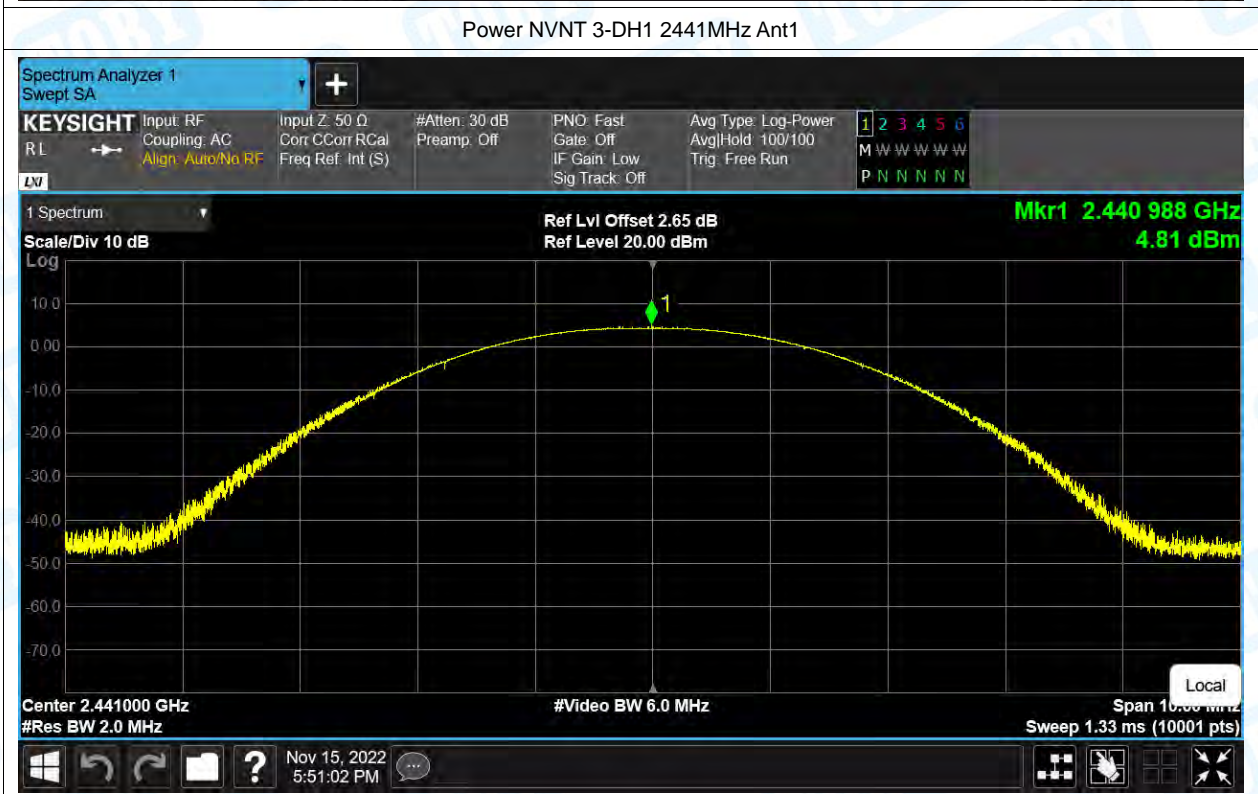 Power NVNT 3-DH1 2441MHz Ant1
Spectrum Analyzer 1
Swept SA
KEYSIGHT
RL
LXI
Input: RF
Coupling: AC
Align: Auto/No RF
Input Z: 50 Ω
Corr CCorr RCal
Freq Ref: Int (S)
#Atten: 30 dB
Preamp: Off
PNO: Fast
Gate: Off
IF Gain: Low
Sig Track: Off
Avg Type: Log-Power
Avg|Hold: 100/100
Trig: Free Run
1 2 3 4 5 6
M W W W W W W
P N N N N N N
1 Spectrum
Scale/Div 10 dB
Log
Ref Lvl Offset 2.65 dB
Ref Level 20.00 dBm
Mkr1 2.440 988 GHz
4.81 dBm
1
10.0
0.00
-10.0
-20.0
-30.0
-40.0
-50.0
-60.0
-70.0
Local
Center 2.441000 GHz
#Res BW 2.0 MHz
#Video BW 6.0 MHz
Span 10.00 MHz
Sweep 1.33 ms (10001 pts)
?
Nov 15, 2022
5:51:02 PM